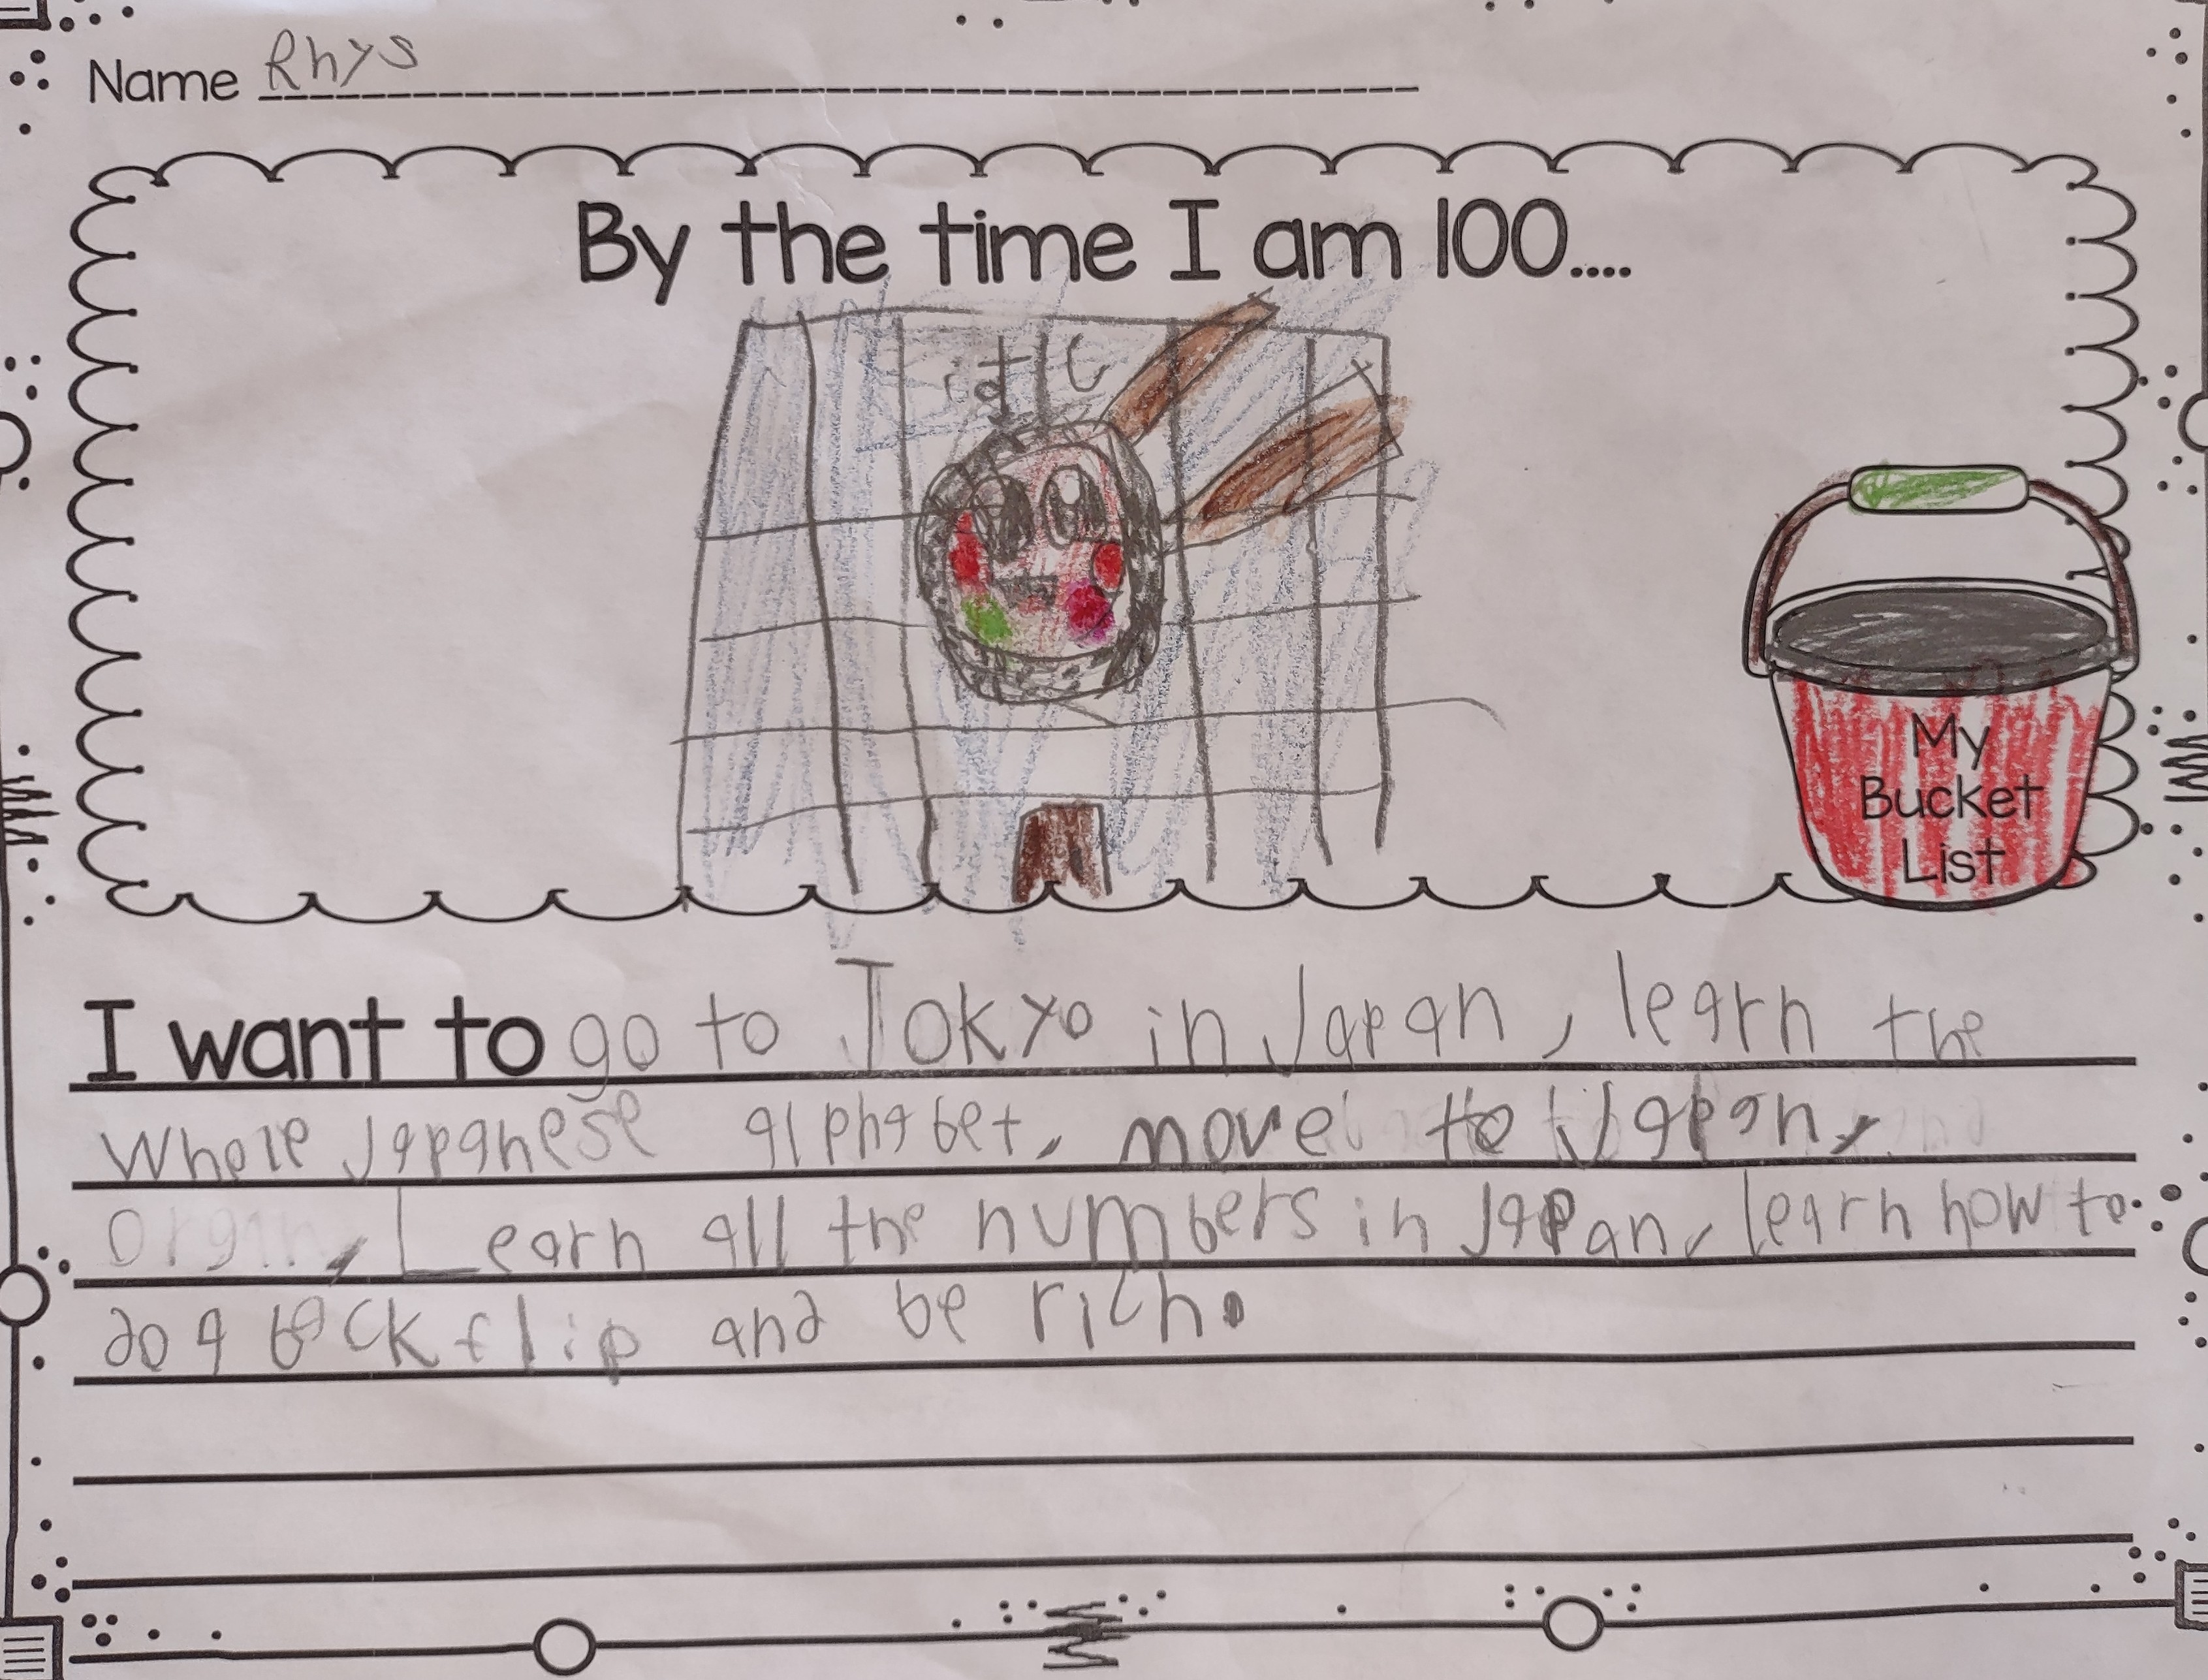 Name Rhys
By the time I am 100....
My
Bucket
List
I want to go to Tokyo in Japan, learn the
whole Japanese alphabet, move to Japan,
Learn all the numbers in Japan, learn how to
do a backflip and be rich.